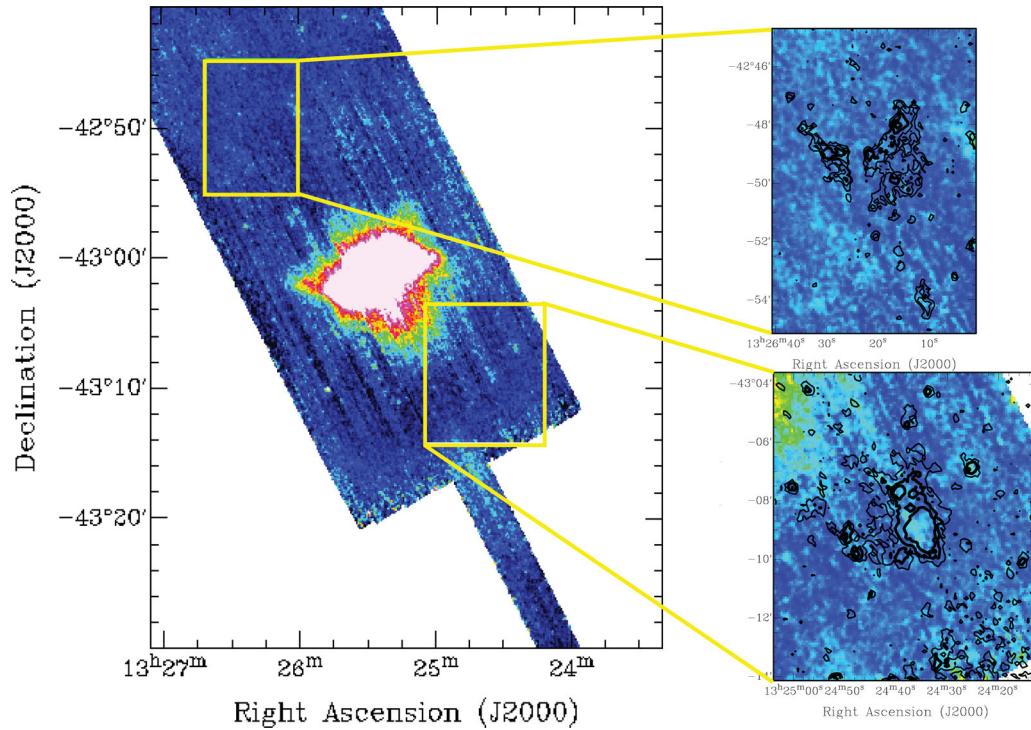 -42°50′
-43°00′
-43°10′
-43°20′
Declination (J2000)
13ʰ27ᵐ
26ᵐ
25ᵐ
24ᵐ
Right Ascension (J2000)
-42°46′
-48′
-50′
-52′
-54′
13ʰ26ᵐ40ˢ
30ˢ
20ˢ
10ˢ
Right Ascension (J2000)
-43°04′
-06′
-08′
-10′
-12′
-14′
13ʰ25ᵐ00ˢ
24ᵐ50ˢ
24ᵐ40ˢ
24ᵐ30ˢ
24ᵐ20ˢ
Right Ascension (J2000)